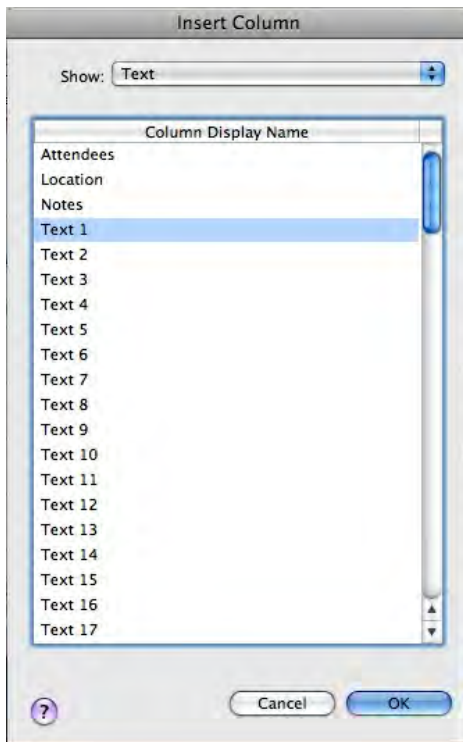 Insert Column
Show: Text
Column Display Name
Attendees
Location
Notes
Text 1
Text 2
Text 3
Text 4
Text 5
Text 6
Text 7
Text 8
Text 9
Text 10
Text 11
Text 12
Text 13
Text 14
Text 15
Text 16
Text 17
? Cancel OK